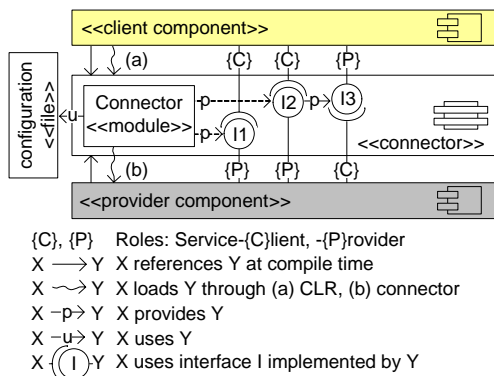 <<client component>>
(a) {C} {C} {P}
configuration
<<file>>
u
Connector
<<module>>
p
p
I1
I2
p
I3
<<connector>>
(b) {P} {P} {C}
<<provider component>>
{C}, {P} Roles: Service-{C}lient, -{P}rovider
X Y X references Y at compile time
X Y X loads Y through (a) CLR, (b) connector
X p Y X provides Y
X u Y X uses Y
X I Y X uses interface I implemented by Y